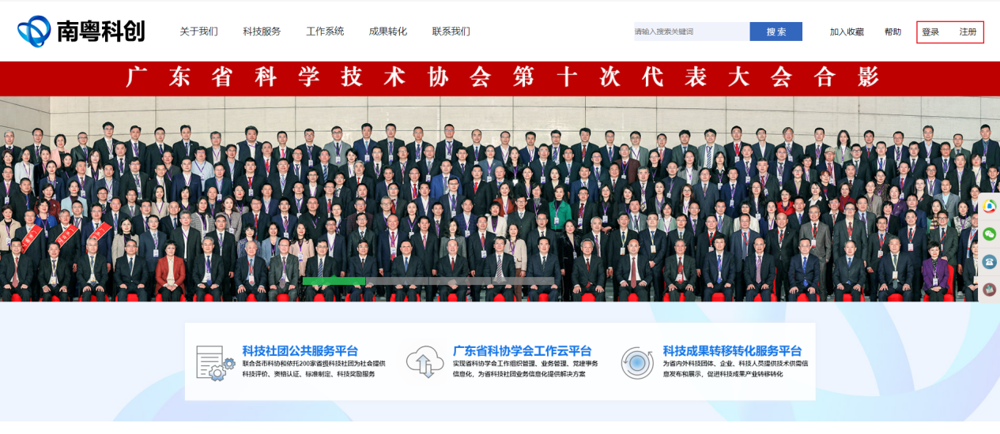 南粤科创
关于我们
科技服务
工作系统
成果转化
联系我们
请输入搜索关键词
搜 索
加入收藏
帮助
登录
注册
广东省科学技术协会第十次代表大会合影
科技社团公共服务平台
联合各市科协和依托200家省级科技社团为社会提供
科技评价、资格认证、标准制定、科技奖励服务
广东省科协学会工作云平台
实现省科协学会工作组织管理、业务管理、党建事务
信息化，为省科技社团业务信息化提供解决方案
科技成果转移转化服务平台
为省内外科技团体、企业、科技人员提供技术供需信
息发布和展示，促进科技成果产业转移转化